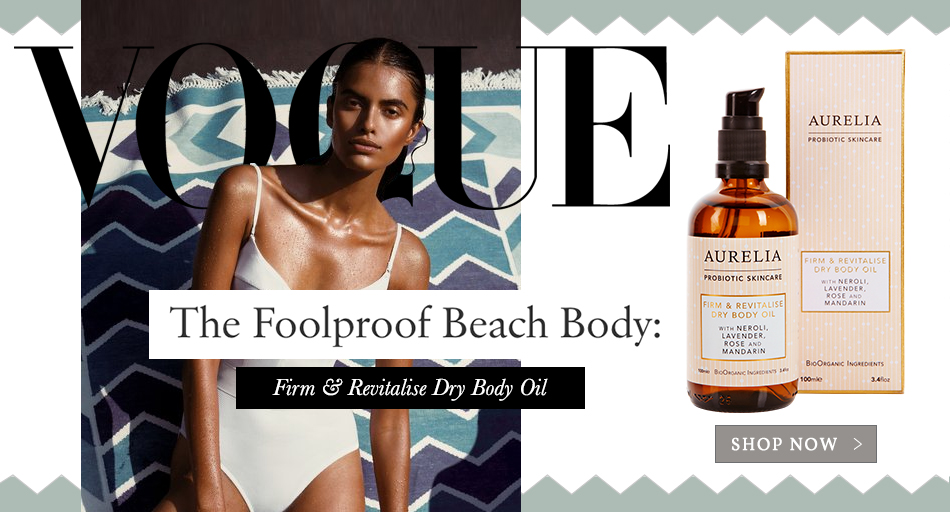 VOGUE
The Foolproof Beach Body:
Firm & Revitalise Dry Body Oil
AURELIA
PROBIOTIC SKINCARE
FIRM & REVITALISE
DRY BODY OIL
WITH NEROLI,
LAVENDER,
ROSE AND
MANDARIN
BIOORGANIC INGREDIENTS
100ml℮ 3.4floz
AURELIA
PROBIOTIC SKINCARE
FIRM & REVITALISE
DRY BODY OIL
WITH NEROLI,
LAVENDER,
ROSE AND
MANDARIN
100ml℮ BIOORGANIC INGREDIENTS 3.4fl
SHOP NOW >